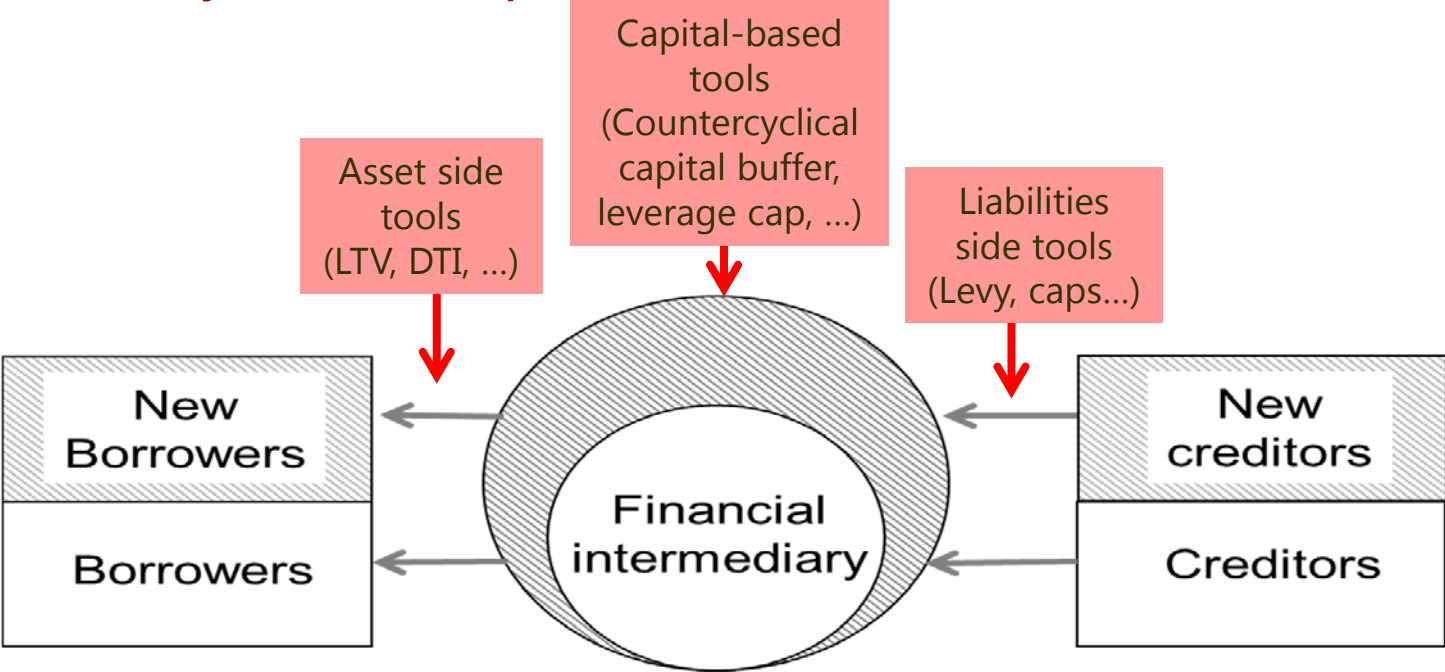 Capital-based
tools
(Countercyclical
capital buffer,
leverage cap, …)
Asset side
tools
(LTV, DTI, …)
Liabilities
side tools
(Levy, caps…)
New
Borrowers
Borrowers
Financial
intermediary
New
creditors
Creditors